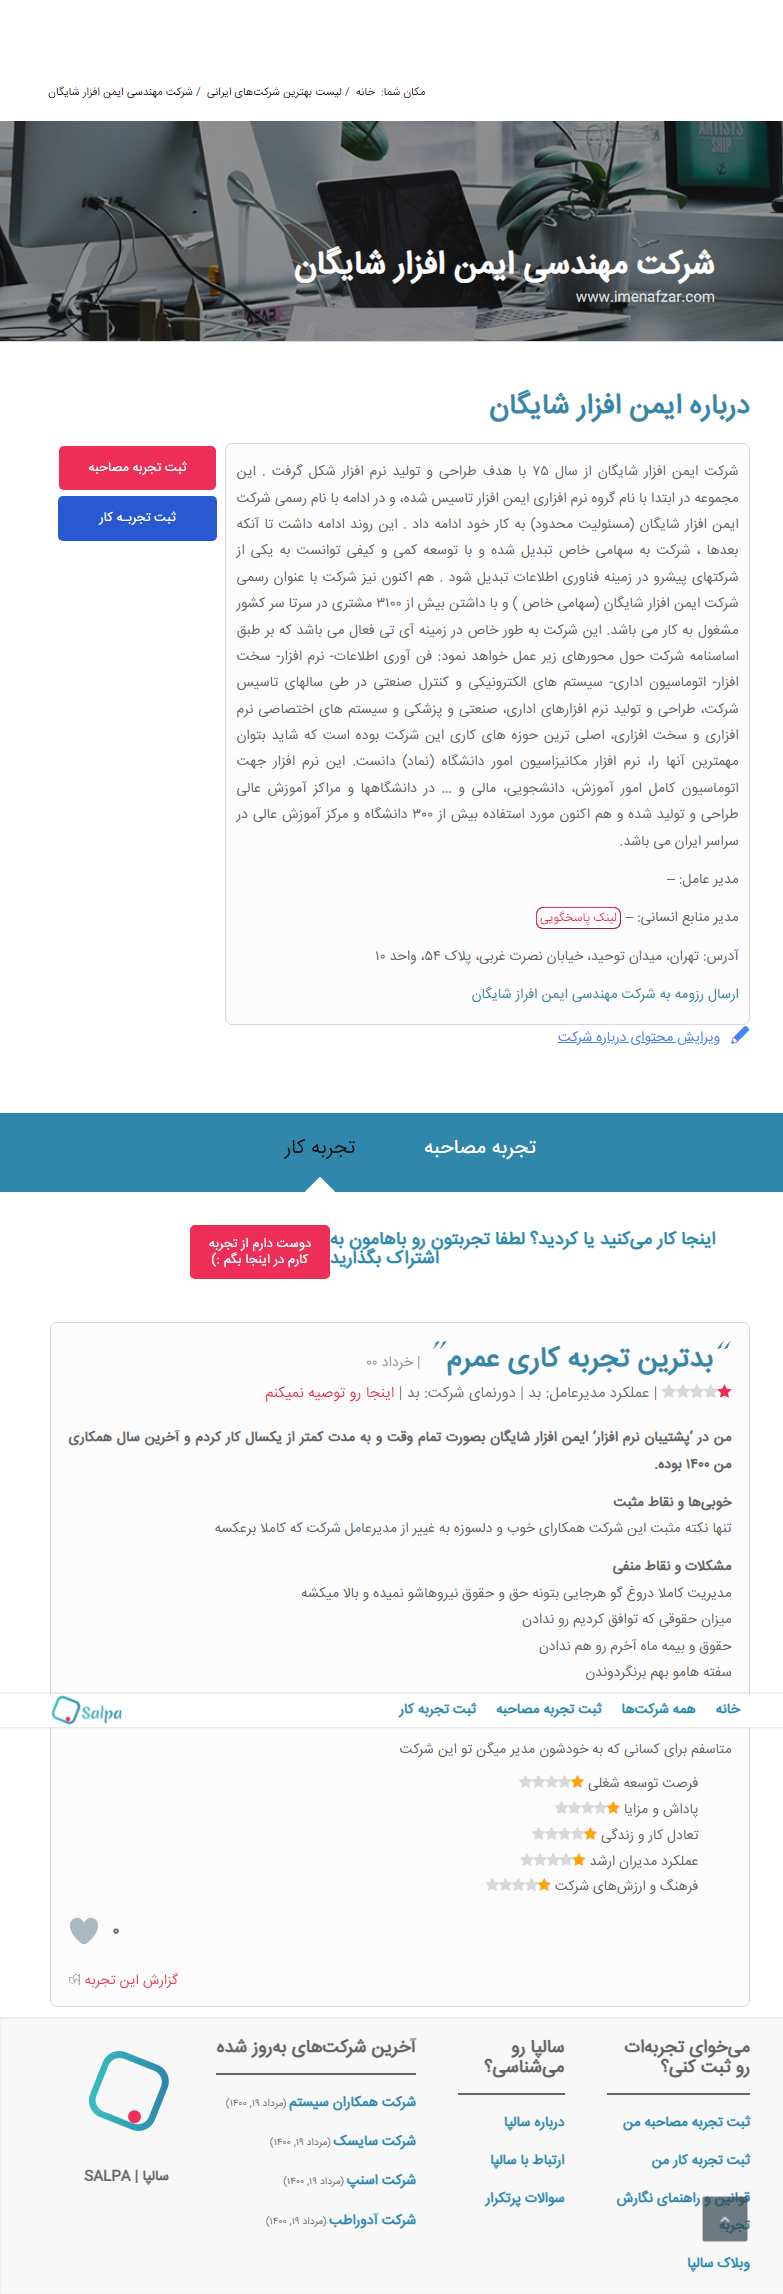 مکان شما: خانه / لیست بهترین شرکت‌های ایرانی / شرکت مهندسی ایمن افزار شایگان
ARTISTS
SHIP
شرکت مهندسی ایمن افزار شایگان
www.imenafzar.com
درباره ایمن افزار شایگان
ثبت تجربه مصاحبه
ثبت تجربـه کار
شرکت ایمن افزار شایگان از سال ۷۵ با هدف طراحی و تولید نرم افزار شکل گرفت . این
مجموعه در ابتدا با نام گروه نرم افزاری ایمن افزار تاسیس شده، و در ادامه با نام رسمی شرکت
ایمن افزار شایگان (مسئولیت محدود) به کار خود ادامه داد . این روند ادامه داشت تا آنکه
بعدها ، شرکت به سهامی خاص تبدیل شده و با توسعه کمی و کیفی توانست به یکی از
شرکتهای پیشرو در زمینه فناوری اطلاعات تبدیل شود . هم اکنون نیز شرکت با عنوان رسمی
شرکت ایمن افزار شایگان (سهامی خاص ) و با داشتن بیش از ۳۱۰۰ مشتری در سرتا سر کشور
مشغول به کار می باشد. این شرکت به طور خاص در زمینه آی تی فعال می باشد که بر طبق
اساسنامه شرکت حول محورهای زیر عمل خواهد نمود: فن آوری اطلاعات- نرم افزار- سخت
افزار- اتوماسیون اداری- سیستم های الکترونیکی و کنترل صنعتی در طی سالهای تاسیس
شرکت، طراحی و تولید نرم افزارهای اداری، صنعتی و پزشکی و سیستم های اختصاصی نرم
افزاری و سخت افزاری، اصلی ترین حوزه های کاری این شرکت بوده است که شاید بتوان
مهمترین آنها را، نرم افزار مکانیزاسیون امور دانشگاه (نماد) دانست. این نرم افزار جهت
اتوماسیون کامل امور آموزش، دانشجویی، مالی و … در دانشگاهها و مراکز آموزش عالی
طراحی و تولید شده و هم اکنون مورد استفاده بیش از ۳۰۰ دانشگاه و مرکز آموزش عالی در
سراسر ایران می باشد.
مدیر عامل: –
مدیر منابع انسانی: – لینک پاسخگویی
آدرس: تهران، میدان توحید، خیابان نصرت غربی، پلاک ۵۴، واحد ۱۰
ارسال رزومه به شرکت مهندسی ایمن افراز شایگان
ویرایش محتوای درباره شرکت
تجربه مصاحبه
تجربه کار
اینجا کار می‌کنید یا کردید؟ لطفا تجربتون رو باهامون به
اشتراک بگذارید
دوست دارم از تجربه
کارم در اینجا بگم :)
“بدترین تجربه کاری عمرم” | خرداد ۰۰
| عملکرد مدیرعامل: بد | دورنمای شرکت: بد | اینجا رو توصیه نمیکنم
من در ‘پشتیبان نرم افزار’ ایمن افزار شایگان بصورت تمام وقت و به مدت کمتر از یکسال کار کردم و آخرین سال همکاری
من ۱۴۰۰ بوده.
خوبی‌ها و نقاط مثبت
تنها نکته مثبت این شرکت همکارای خوب و دلسوزه به غییر از مدیرعامل شرکت که کاملا برعکسه
مشکلات و نقاط منفی
مدیریت کاملا دروغ گو هرجایی بتونه حق و حقوق نیروهاشو نمیده و بالا میکشه
میزان حقوقی که توافق کردیم رو ندادن
حقوق و بیمه ماه آخرم رو هم ندادن
سفته هامو بهم برنگردوندن
خانه
همه شرکت‌ها
ثبت تجربه مصاحبه
ثبت تجربه کار
Salpa
متاسفم برای کسانی که به خودشون مدیر میگن تو این شرکت
فرصت توسعه شغلی
پاداش و مزایا
تعادل کار و زندگی
عملکرد مدیران ارشد
فرهنگ و ارزش‌های شرکت
۰
گزارش این تجربه
می‌خوای تجربه‌ات
رو ثبت کنی؟
ثبت تجربه مصاحبه من
ثبت تجربه کار من
قوانین و راهنمای نگارش
تجربه
وبلاک سالپا
سالپا رو
می‌شناسی؟
درباره سالپا
ارتباط با سالپا
سوالات پرتکرار
آخرین شرکت‌های به‌روز شده
شرکت همکاران سیستم (مرداد ۱۹, ۱۴۰۰)
شرکت سایسک (مرداد ۱۹, ۱۴۰۰)
شرکت اسنپ (مرداد ۱۹, ۱۴۰۰)
شرکت آدوراطب (مرداد ۱۹, ۱۴۰۰)
سالپا | SALPA